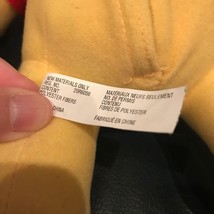 NEW MATERIALS ONLY
REG. NO.
CONTENT
POLYESTER FIBERS
CHINA
MATÉRIAUX NEUFS SEULEMENT
NO DE PERMIS
CONTENU
FIBRES DE POLYESTER
FABRIQUÉ EN CHINE